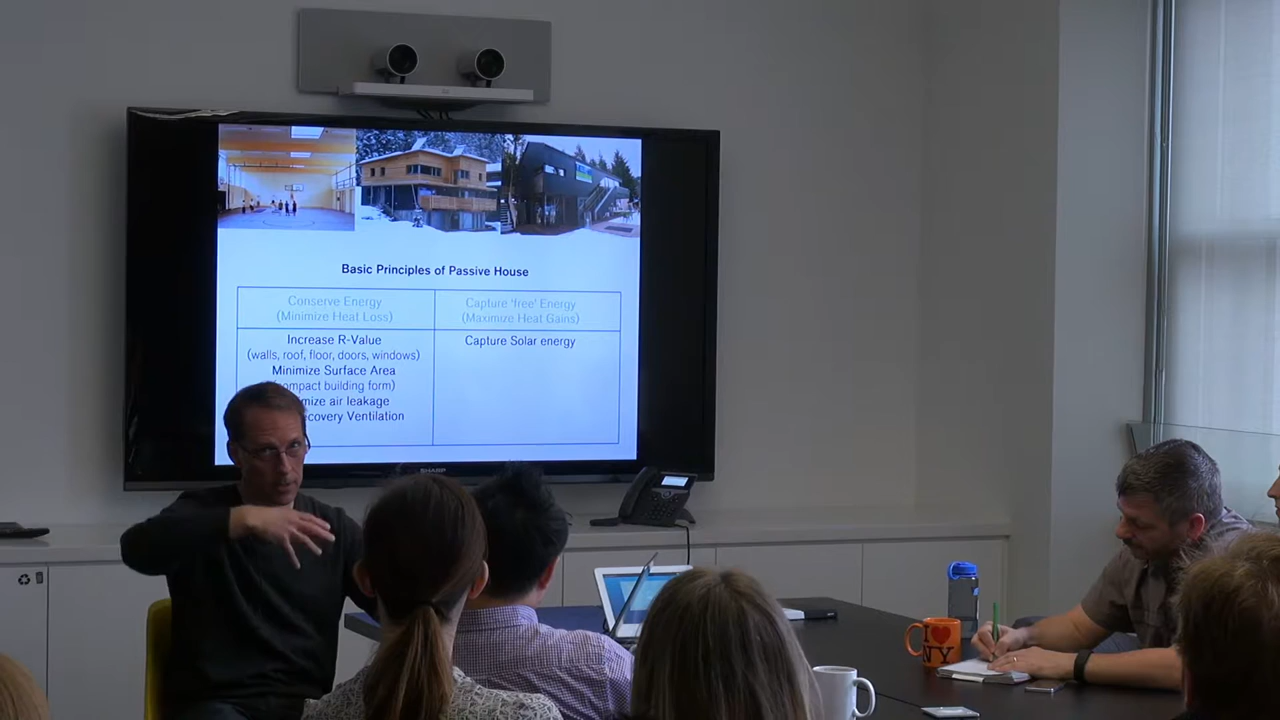 Basic Principles of Passive House
Conserve Energy
(Minimize Heat Loss)
Capture 'free' Energy
(Maximize Heat Gains)
Increase R-Value
(walls, roof, floor, doors, windows)
Minimize Surface Area
compact building form)
mize air leakage
covery Ventilation
Capture Solar energy
SHARP
I ♥
NY